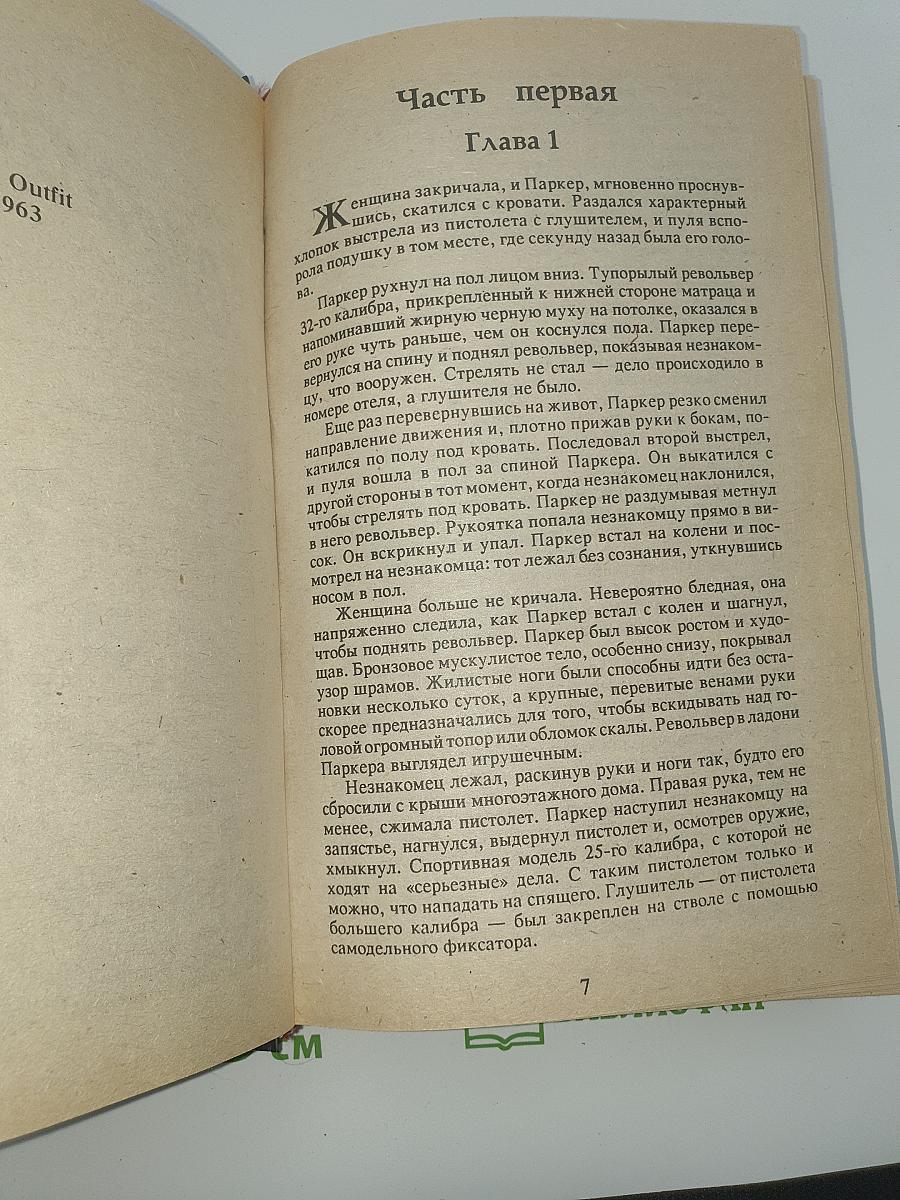 Outfit
963
Часть первая
Глава 1
Женщина закричала, и Паркер, мгновенно проснув-
шись, скатился с кровати. Раздался характерный
хлопок выстрела из пистолета с глушителем, и пуля вспо-
рола подушку в том месте, где секунду назад была его голо-
ва.
Паркер рухнул на пол лицом вниз. Тупорылый револьвер
32-го калибра, прикрепленный к нижней стороне матраца и
напоминавший жирную черную муху на потолке, оказался в
его руке чуть раньше, чем он коснулся пола. Паркер пере-
вернулся на спину и поднял револьвер, показывая незнаком-
цу, что вооружен. Стрелять не стал — дело происходило в
номере отеля, а глушителя не было.
Еще раз перевернувшись на живот, Паркер резко сменил
направление движения и, плотно прижав руки к бокам, по-
катился по полу под кровать. Последовал второй выстрел,
и пуля вошла в пол за спиной Паркера. Он выкатился с
другой стороны в тот момент, когда незнакомец наклонился,
чтобы стрелять под кровать. Паркер не раздумывая метнул
в него револьвер. Рукоятка попала незнакомцу прямо в ви-
сок. Он вскрикнул и упал. Паркер встал на колени и пос-
мотрел на незнакомца: тот лежал без сознания, уткнувшись
носом в пол.
Женщина больше не кричала. Невероятно бледная, она
напряженно следила, как Паркер встал с колен и шагнул,
чтобы поднять револьвер. Паркер был высок ростом и худо-
щав. Бронзовое мускулистое тело, особенно снизу, покрывал
узор шрамов. Жилистые ноги были способны идти без оста-
новки несколько суток, а крупные, перевитые венами руки
скорее предназначались для того, чтобы вскидывать над го-
ловой огромный топор или обломок скалы. Револьвер в ладони
Паркера выглядел игрушечным.
Незнакомец лежал, раскинув руки и ноги так, будто его
сбросили с крыши многоэтажного дома. Правая рука, тем не
менее, сжимала пистолет. Паркер наступил незнакомцу на
запястье, нагнулся, выдернул пистолет и, осмотрев оружие,
хмыкнул. Спортивная модель 25-го калибра, с которой не
ходят на «серьезные» дела. С таким пистолетом только и
можно, что нападать на спящего. Глушитель — от пистолета
большего калибра — был закреплен на стволе с помощью
самодельного фиксатора.
7
см